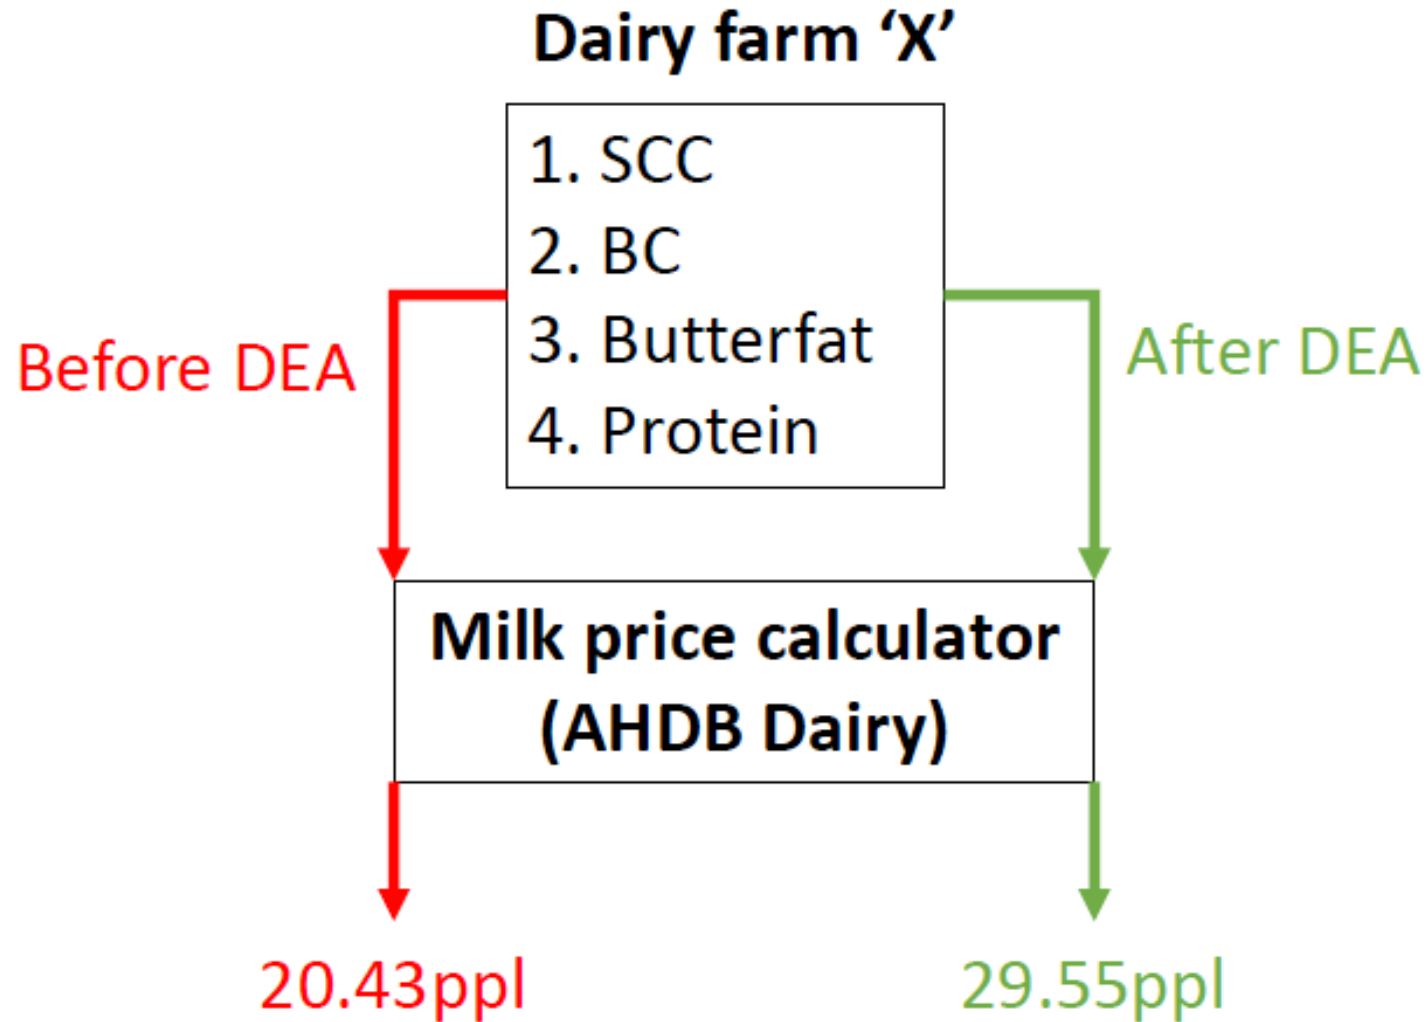 Dairy farm ‘X’
1. SCC
2. BC
3. Butterfat
4. Protein
Before DEA
After DEA
Milk price calculator
(AHDB Dairy)
20.43ppl
29.55ppl